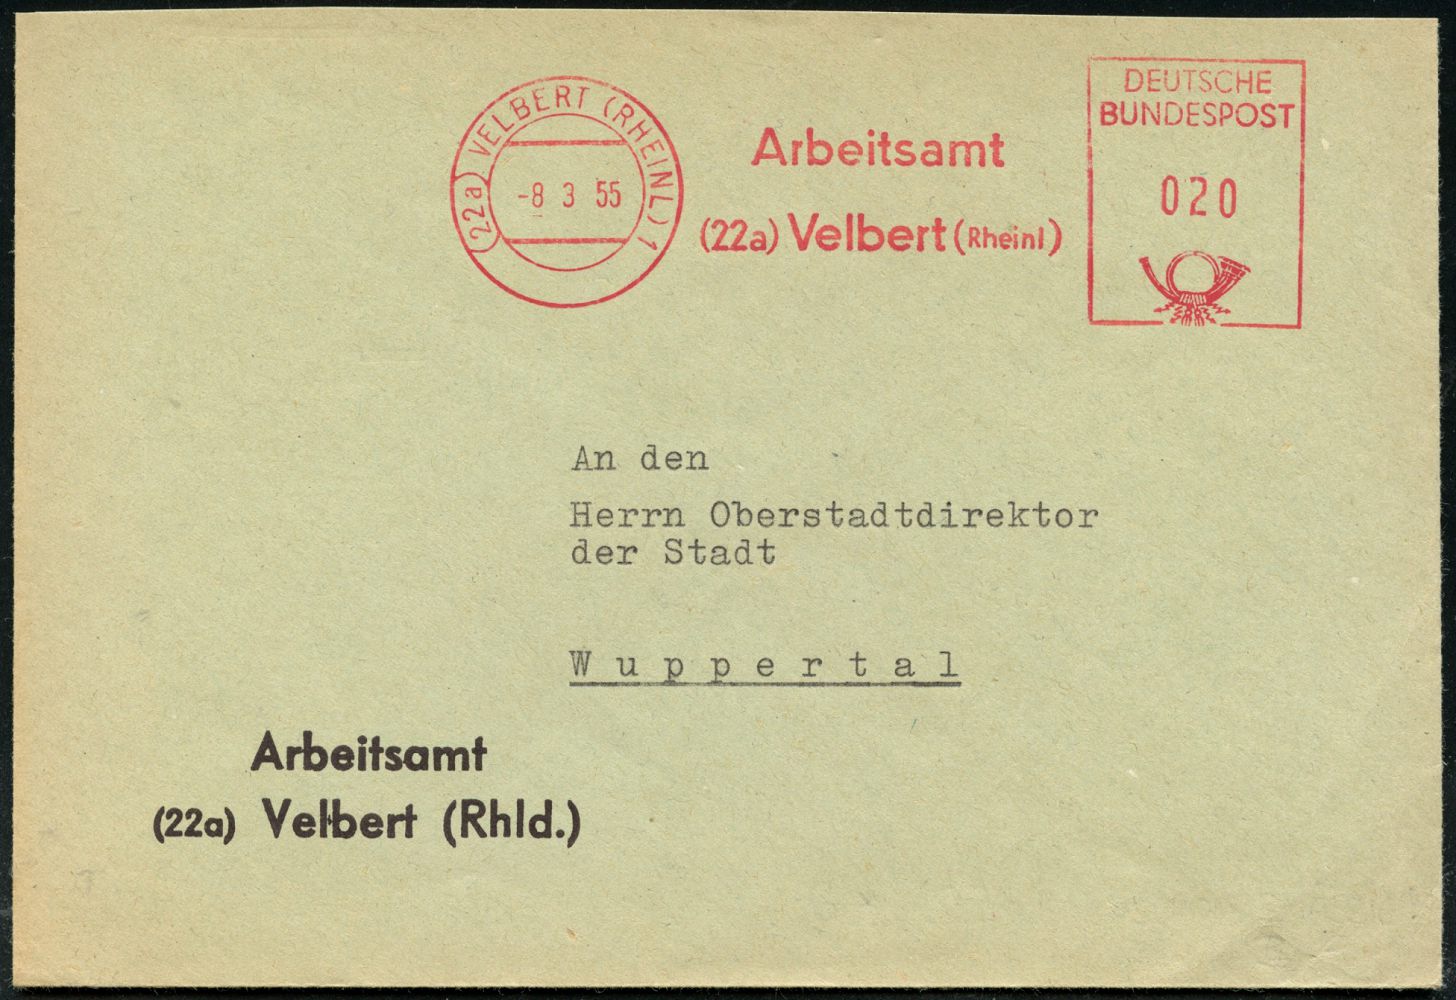 (22a) VELBERT (RHEINL) 1
-8 3 55
Arbeitsamt
(22a) Velbert (Rheinl)
DEUTSCHE
BUNDESPOST
020
An den
Herrn Oberstadtdirektor
der Stadt
W u p p e r t a l
Arbeitsamt
(22a) Velbert (Rhld.)